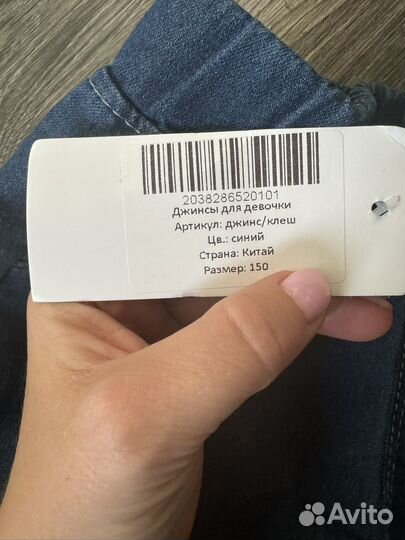 2038286520101
Джинсы для девочки
Артикул: джинс/клеш
Цв.: синий
Страна: Китай
Размер: 150
Avito